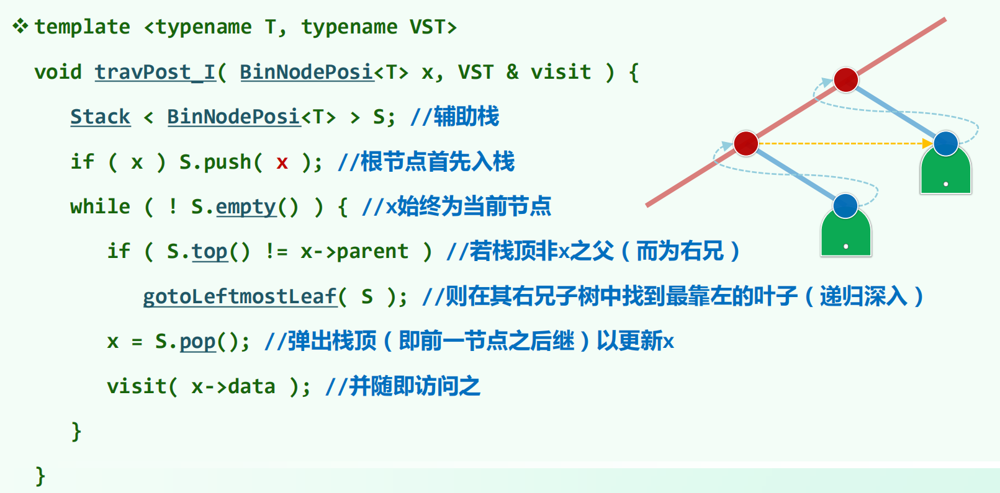 ❖ template <typename T, typename VST>
void travPost_I( BinNodePosi<T> x, VST & visit ) {
Stack < BinNodePosi<T> > S; //辅助栈
if ( x ) S.push( x ); //根节点首先入栈
while ( ! S.empty() ) { //x始终为当前节点
if ( S.top() != x->parent ) //若栈顶非x之父（而为右兄）
gotoLeftmostLeaf( S ); //则在其右兄子树中找到最靠左的叶子（递归深入）
x = S.pop(); //弹出栈顶（即前一节点之后继）以更新x
visit( x->data ); //并随即访问之
}
}